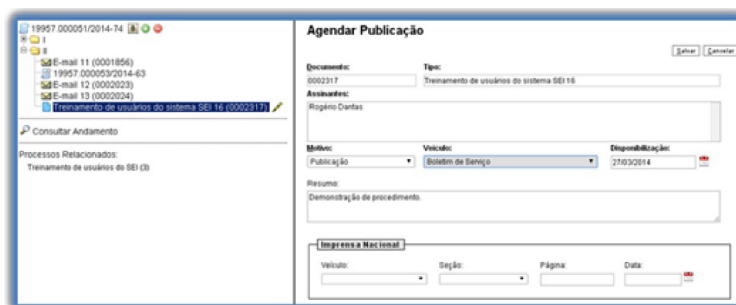 19957.000051/2014-74
I
II
E-mail 11 (0001856)
19957.000053/2014-63
E-mail 12 (0002023)
E-mail 13 (0002024)
Treinamento de usuários do sistema SEI 16 (0002317)
Consultar Andamento
Processos Relacionados:
Treinamento de usuários do SEI (3)
Agendar Publicação
Salvar Cancelar
Documento: Tipo:
0002317 Treinamento de usuários do sistema SEI 16
Assinantes:
Rogério Dantas
Motivo: Veículo: Disponibilização:
Publicação Boletim de Serviço 27/03/2014
Resumo:
Demonstração de procedimento.
Imprensa Nacional
Veículo: Seção: Página: Data: